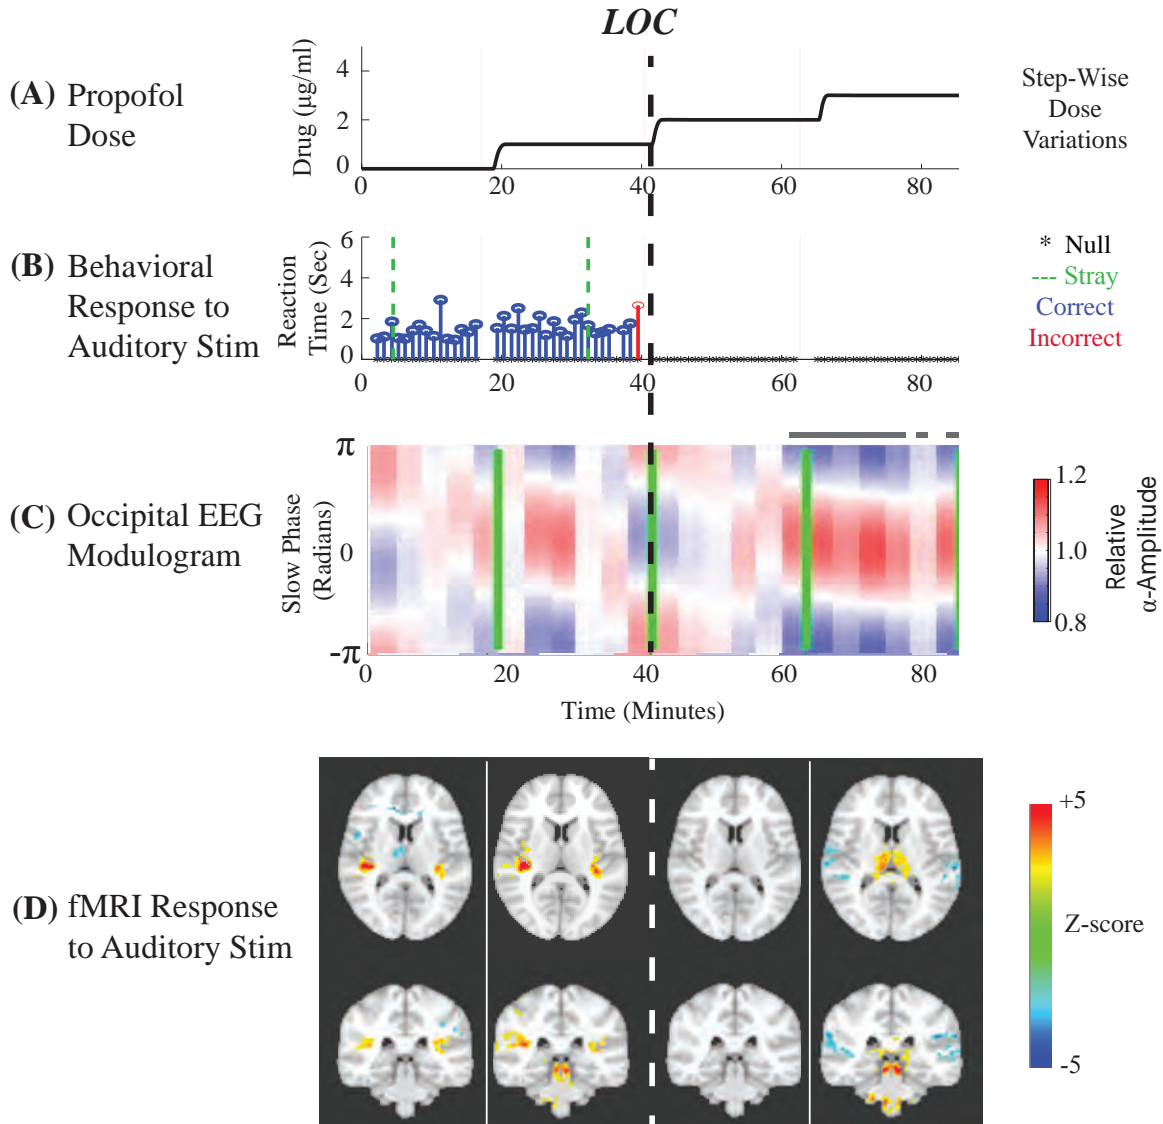 LOC
(A) Propofol
Dose
Drug (µg/ml)
4
2
0
0
20
40
60
80
Step-Wise
Dose
Variations
(B) Behavioral
Response to
Auditory Stim
Reaction
Time (Sec)
6
4
2
0
0
20
40
60
80
* Null
--- Stray
Correct
Incorrect
(C) Occipital EEG
Modulogram
Slow Phase
(Radians)
π
0
-π
0
20
40
60
80
Time (Minutes)
1.2
1.0
0.8
Relative
α-Amplitude
(D) fMRI Response
to Auditory Stim
+5
Z-score
-5